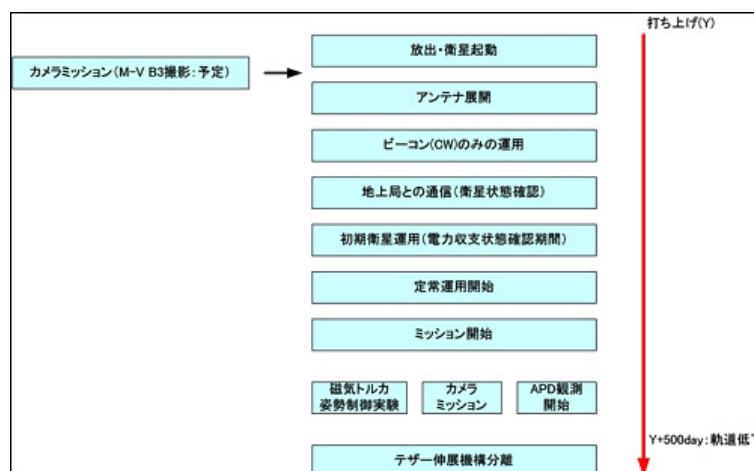 打ち上げ(Y)
放出・衛星起動
カメラミッション(M-V B3撮影:予定)
アンテナ展開
ビーコン(CW)のみの運用
地上局との通信(衛星状態確認)
初期衛星運用(電力収支状態確認期間)
定常運用開始
ミッション開始
磁気トルカ
姿勢制御実験
カメラ
ミッション
APD観測
開始
Y+500day:軌道低下
テザー伸展機構分離